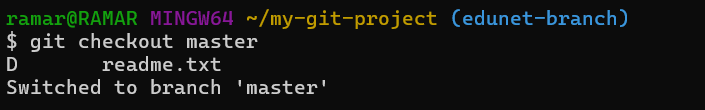 ramar@RAMAR MINGW64 ~/my-git-project (edunet-branch)
$ git checkout master
D       readme.txt
Switched to branch 'master'